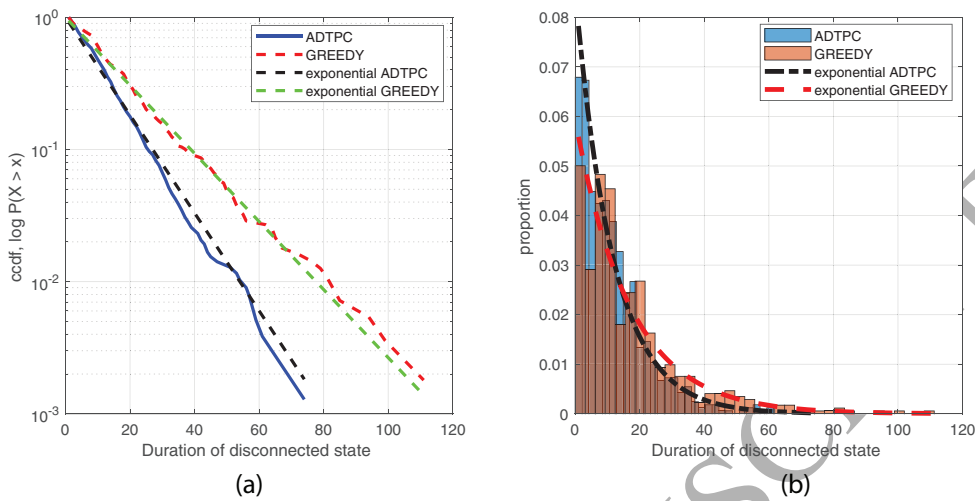 10^0
10^-1
10^-2
10^-3
ccdf, log P(X > x)
ADTPC
GREEDY
exponential ADTPC
exponential GREEDY
0 20 40 60 80 100 120
Duration of disconnected state
(a)
0.08
0.07
0.06
0.05
0.04
0.03
0.02
0.01
0
proportion
ADTPC
GREEDY
exponential ADTPC
exponential GREEDY
0 20 40 60 80 100 120
Duration of disconnected state
(b)